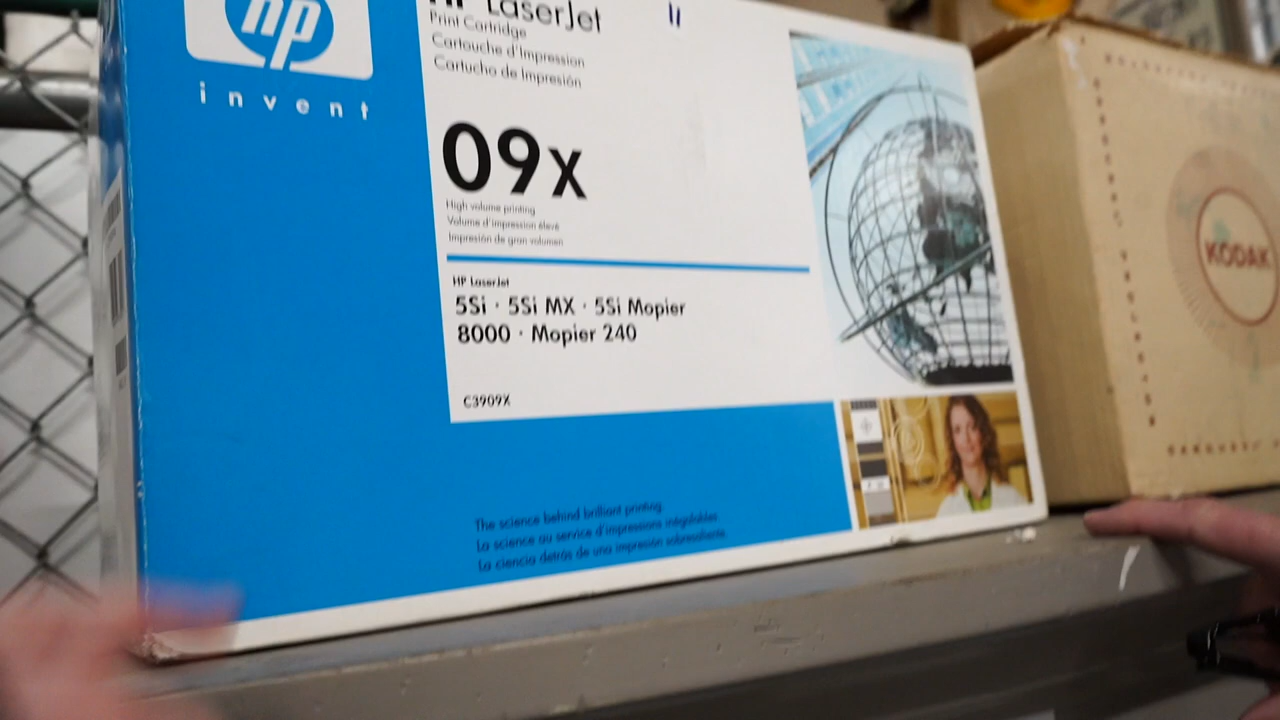 hp
invent
HP LaserJet
Print Cartridge
Cartouche d'Impression
Cartucho de Impresión
09X
High volume printing
Volume d'impression élevé
Impresión de gran volumen
HP LaserJet
5Si · 5Si MX · 5Si Mopier
8000 · Mopier 240
C3909X
The science behind brilliant printing.
La science au service d'impressions inégalables.
La ciencia detrás de una impresión sobresaliente.
KODAK